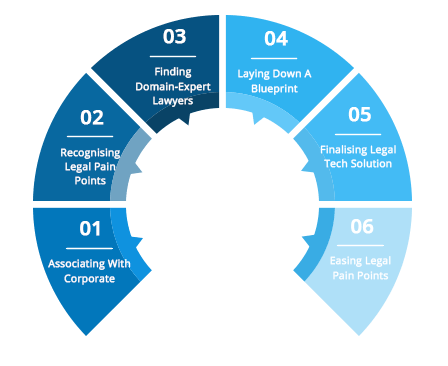 01
Associating With
Corporate
02
Recognising
Legal Pain
Points
03
Finding
Domain-Expert
Lawyers
04
Laying Down A
Blueprint
05
Finalising Legal
Tech Solution
06
Easing Legal
Pain Points